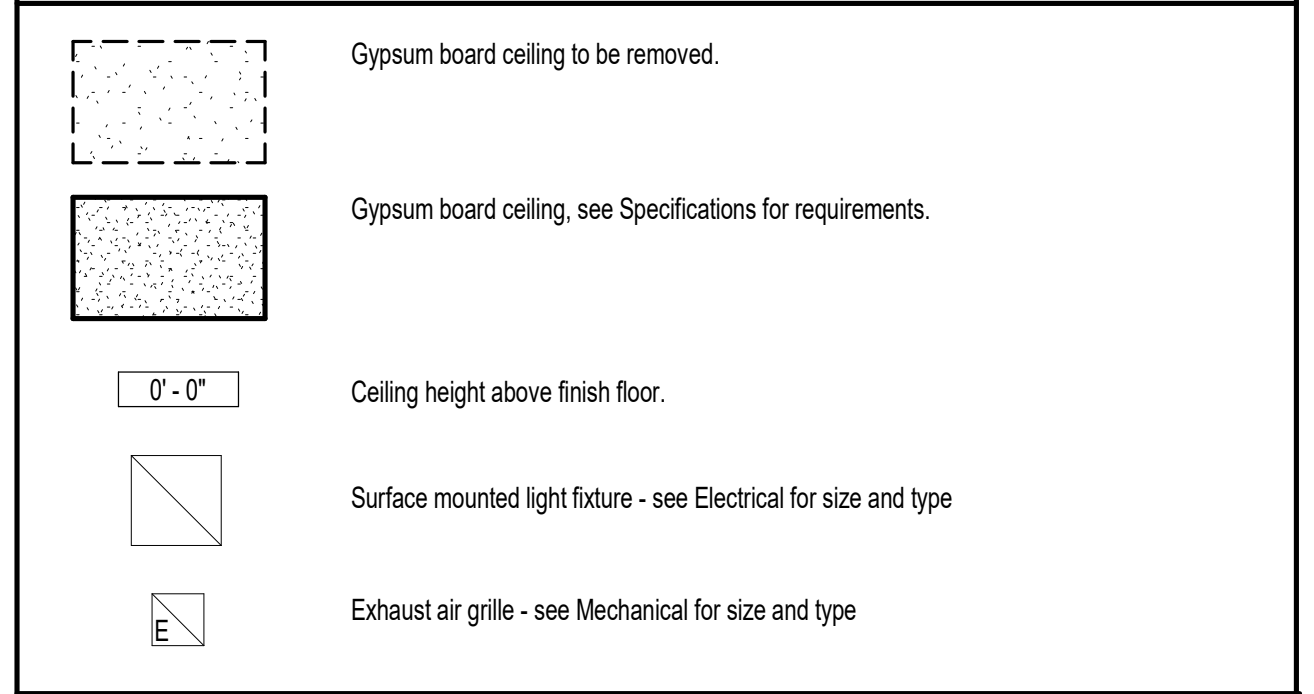 Gypsum board ceiling to be removed.
Gypsum board ceiling, see Specifications for requirements.
0' - 0"
Ceiling height above finish floor.
Surface mounted light fixture - see Electrical for size and type
E
Exhaust air grille - see Mechanical for size and type